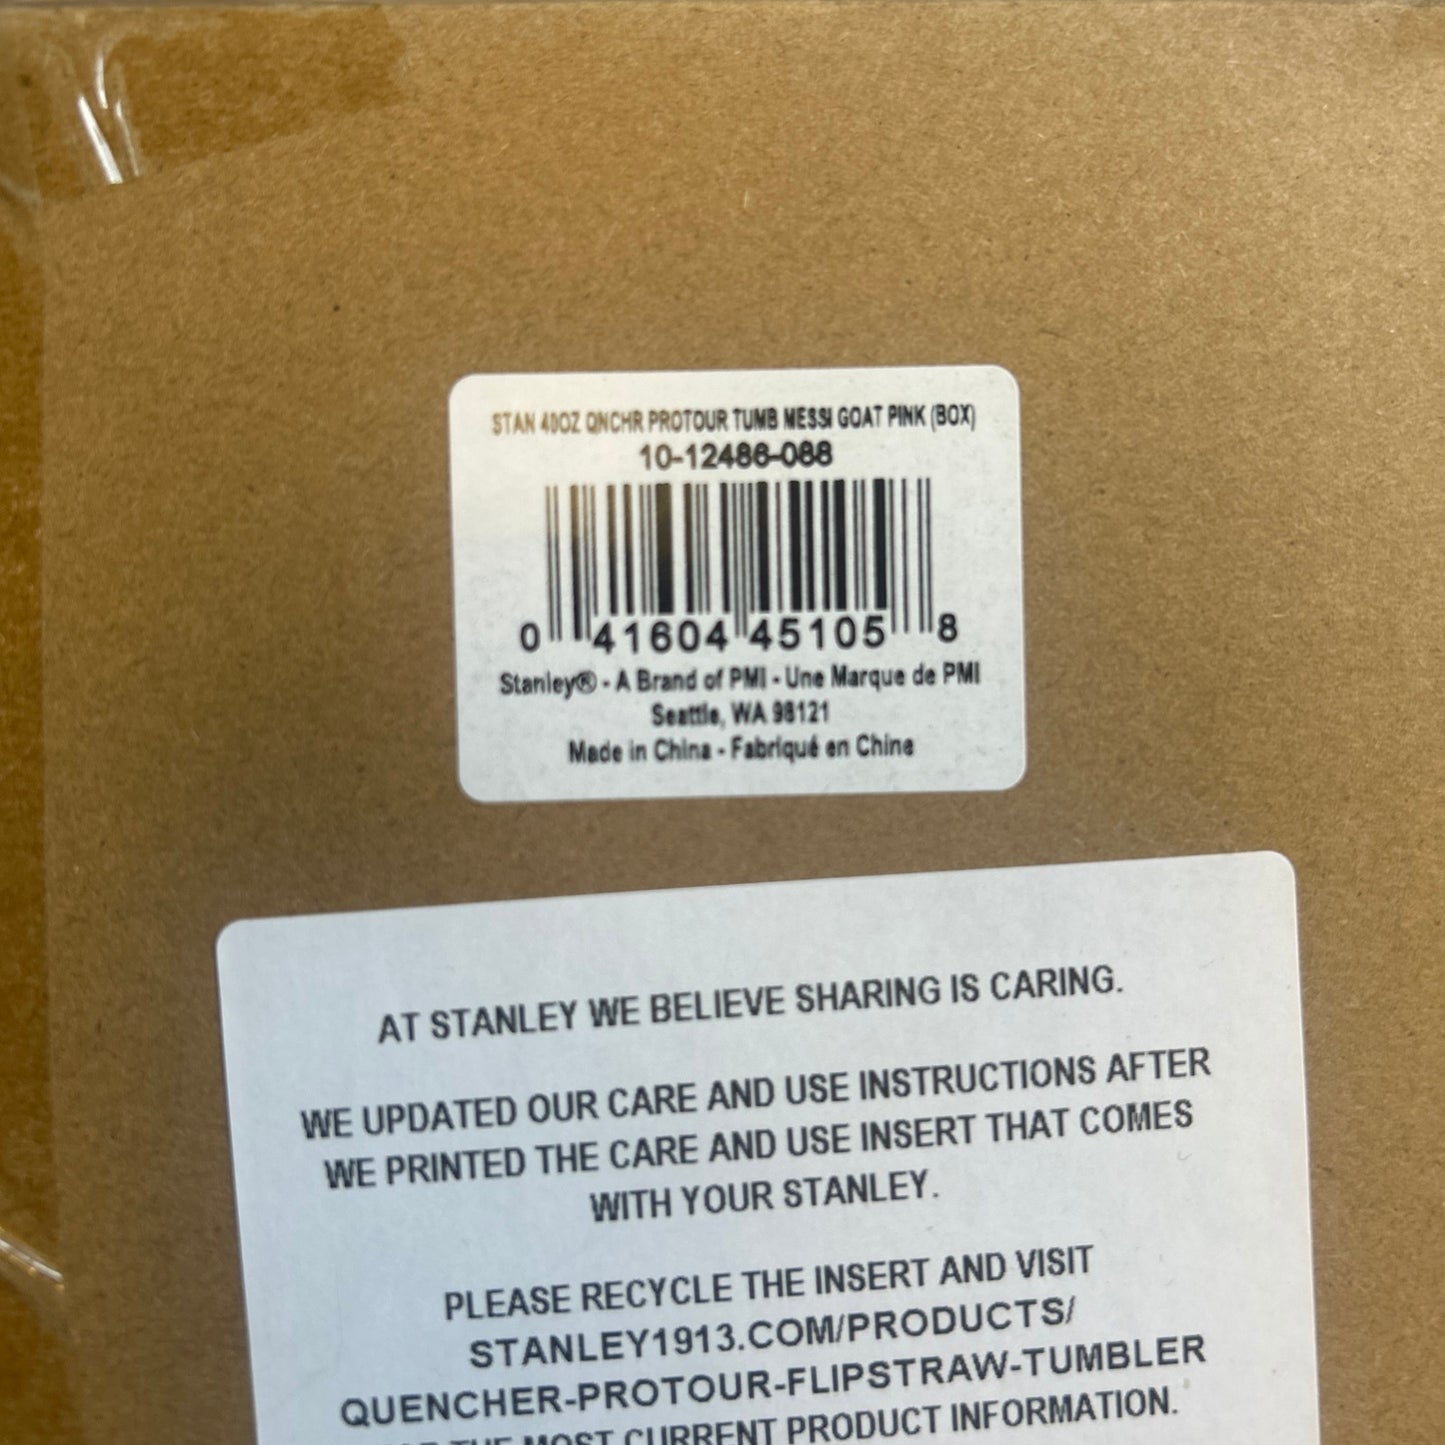 STAN 40OZ QNCHR PROTOUR TUMB MESSI GOAT PINK (BOX)
10-12486-088
0 41604 45105 8
Stanley® - A Brand of PMI - Une Marque de PMI
Seattle, WA 98121
Made in China - Fabriqué en Chine
AT STANLEY WE BELIEVE SHARING IS CARING.
WE UPDATED OUR CARE AND USE INSTRUCTIONS AFTER
WE PRINTED THE CARE AND USE INSERT THAT COMES
WITH YOUR STANLEY.
PLEASE RECYCLE THE INSERT AND VISIT
STANLEY1913.COM/PRODUCTS/
QUENCHER-PROTOUR-FLIPSTRAW-TUMBLER
THE MOST CURRENT PRODUCT INFORMATION.